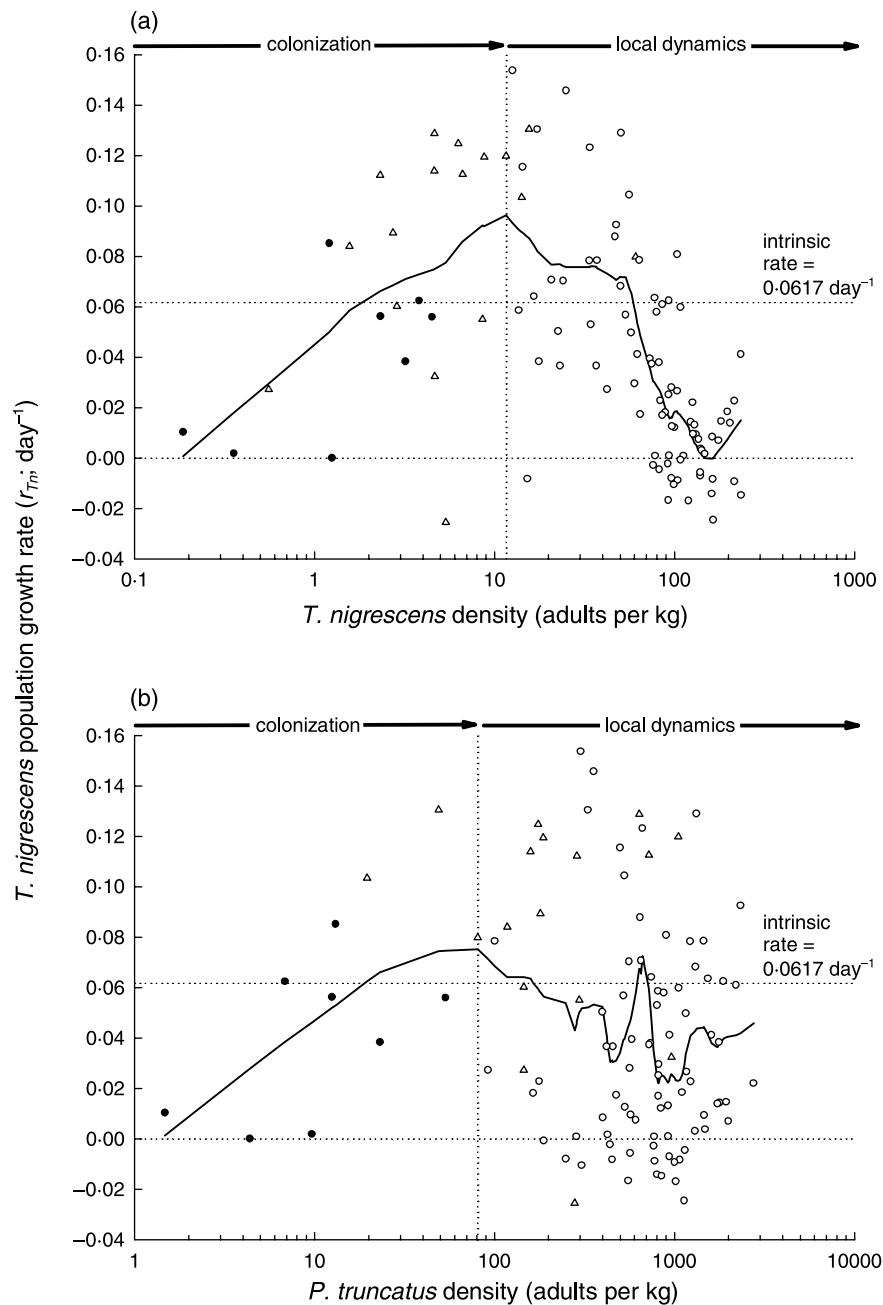 (a)
colonization
local dynamics
0·16
0·14
0·12
0·10
0·08
0·06
0·04
0·02
0·00
−0·02
−0·04
intrinsic
rate =
0·0617 day⁻¹
0·1
1
10
100
1000
T. nigrescens density (adults per kg)
T. nigrescens population growth rate (r_Tn; day⁻¹)
(b)
colonization
local dynamics
0·16
0·14
0·12
0·10
0·08
0·06
0·04
0·02
0·00
−0·02
−0·04
intrinsic
rate =
0·0617 day⁻¹
1
10
100
1000
10000
P. truncatus density (adults per kg)